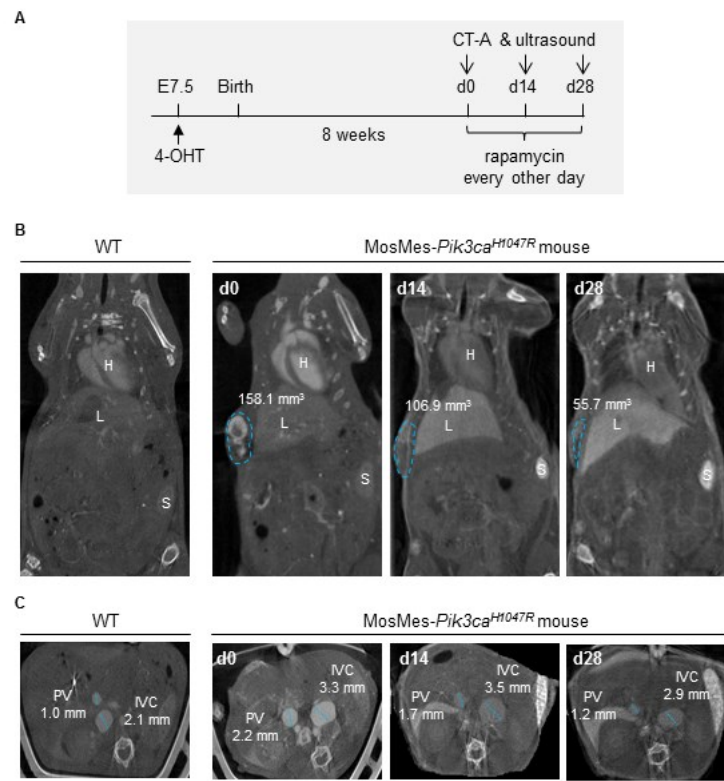 A
CT-A & ultrasound
E7.5 Birth d0 d14 d28
8 weeks
4-OHT
rapamycin
every other day
B
WT
MosMes-Pik3caH1047R mouse
H
L
S
d0
H
158.1 mm³
L
S
d14
H
106.9 mm³
L
S
d28
H
55.7 mm³
L
S
C
WT
MosMes-Pik3caH1047R mouse
PV
1.0 mm
IVC
2.1 mm
d0
IVC
3.3 mm
PV
2.2 mm
d14
IVC
3.5 mm
PV
1.7 mm
d28
IVC
2.9 mm
PV
1.2 mm